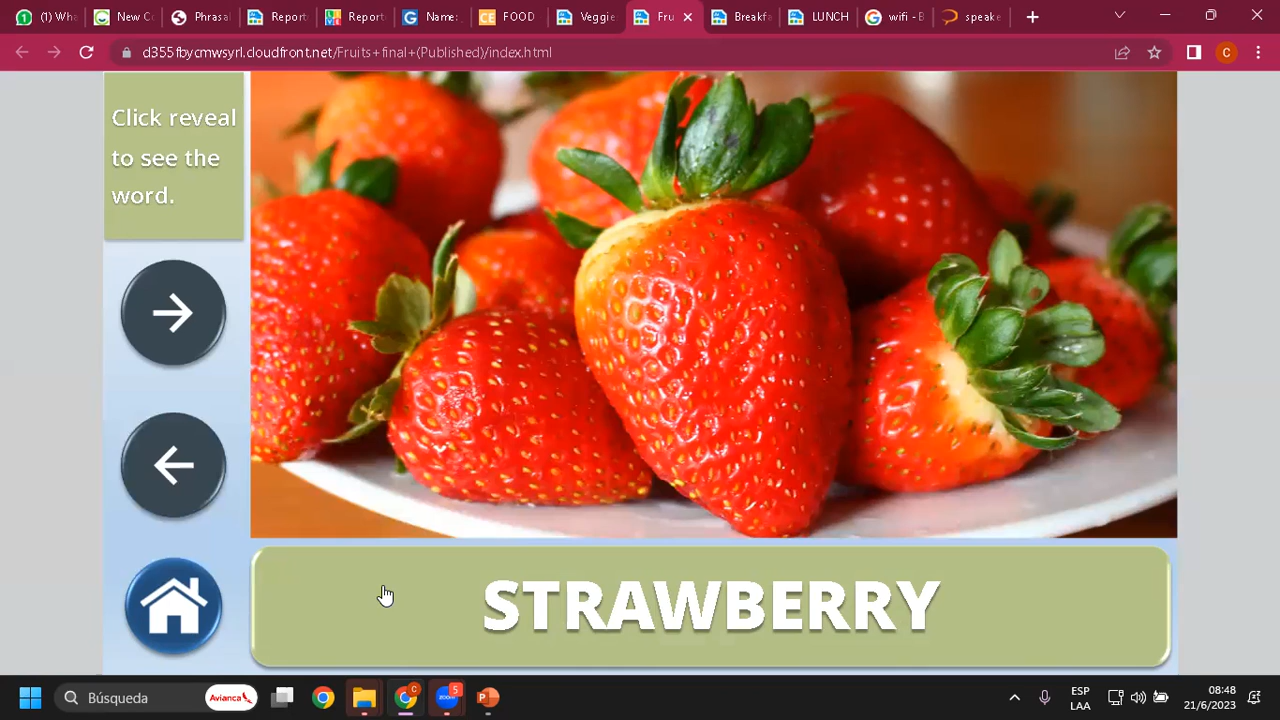 (1) Wha
New C
Phrasal
Report
Report
Name:
FOOD
Veggie
Fru
Breakfa
LUNCH
wifi - B
speake
d355fbycmwsyrl.cloudfront.net/Fruits+final+(Published)/index.html
C
Click reveal
to see the
word.
STRAWBERRY
Búsqueda
Avianca
C
zoom
5
ESP
LAA
08:48
21/6/2023